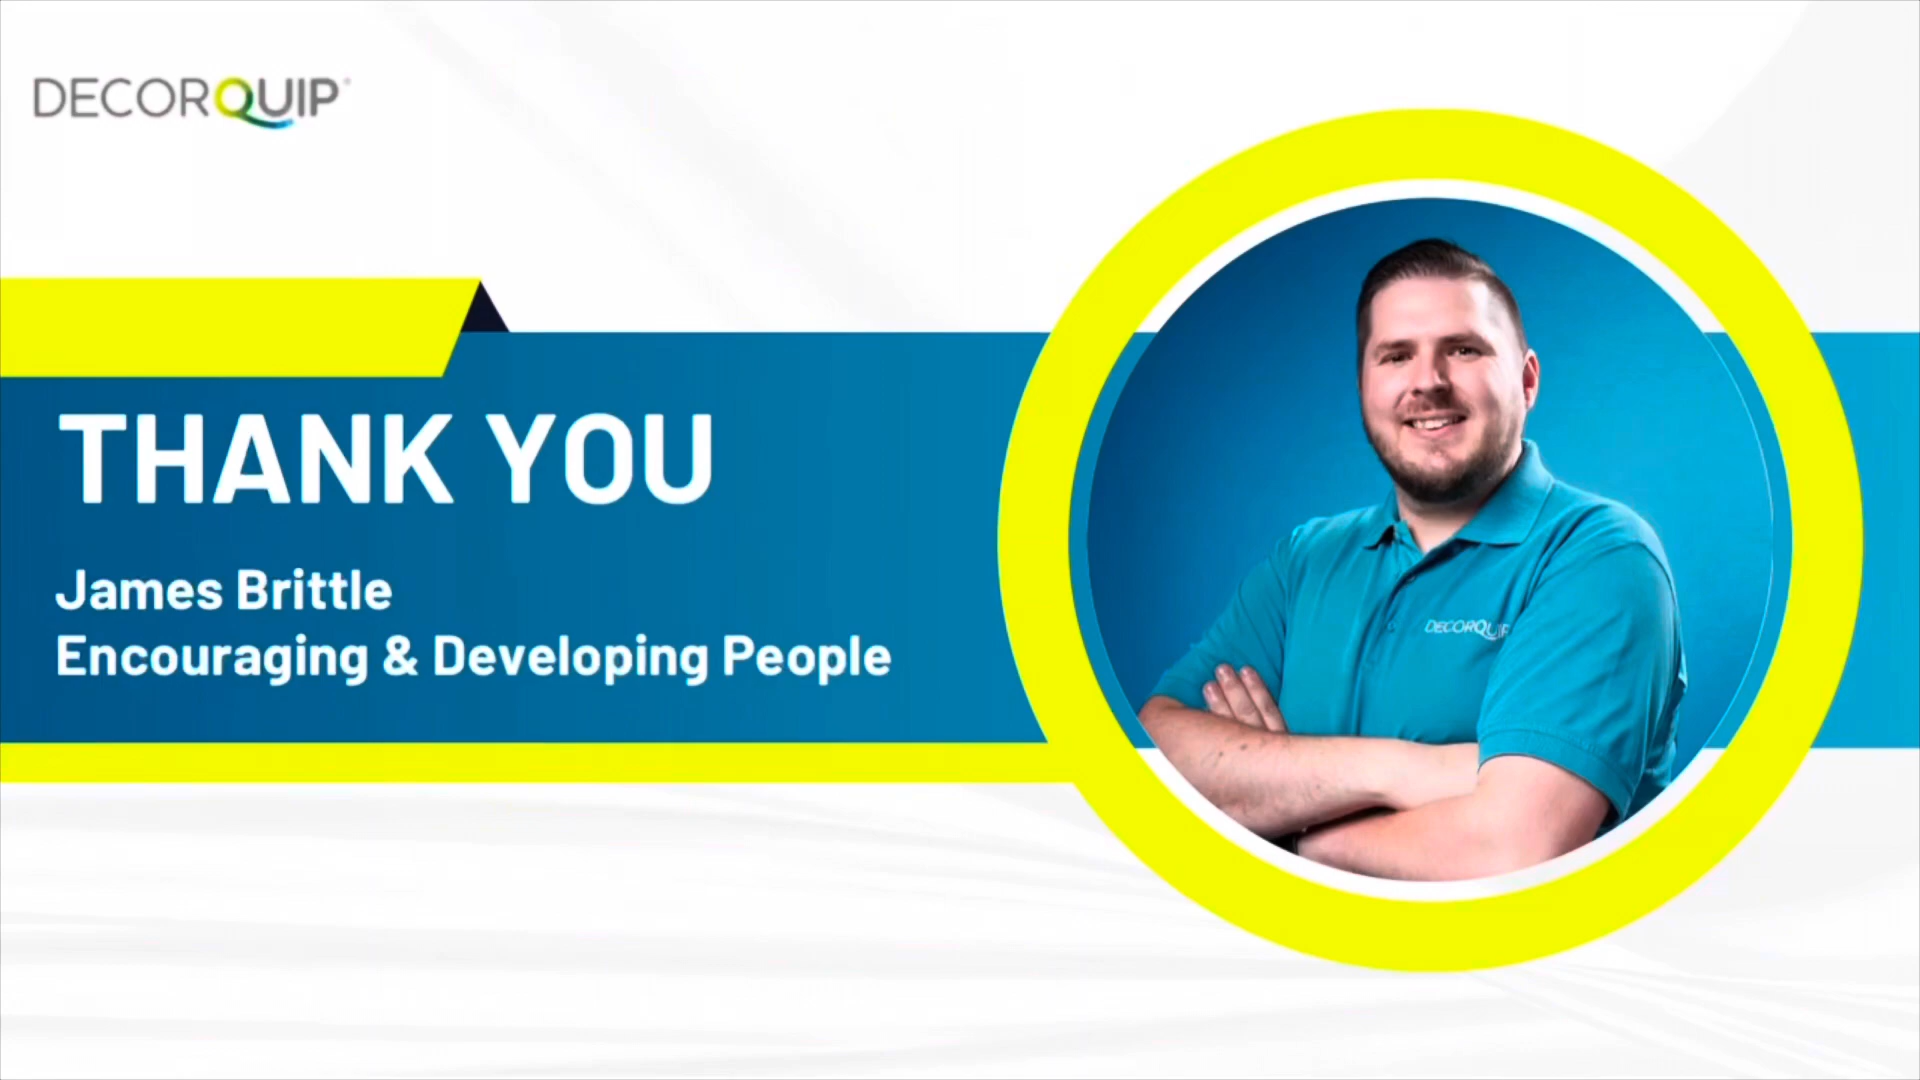 DECORQUIP
THANK YOU
James Brittle
Encouraging & Developing People
DECORQUIP